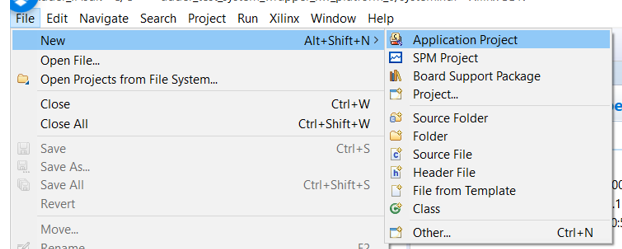 File Edit Navigate Search Project Run Xilinx Window Help
New Alt+Shift+N >
Open File...
Open Projects from File System...
Close Ctrl+W
Close All Ctrl+Shift+W
Save Ctrl+S
Save As...
Save All Ctrl+Shift+S
Revert
Move...
Rename... F2
Application Project
SPM Project
Board Support Package
Project...
Source Folder
Folder
Source File
Header File
File from Template
Class
Other... Ctrl+N